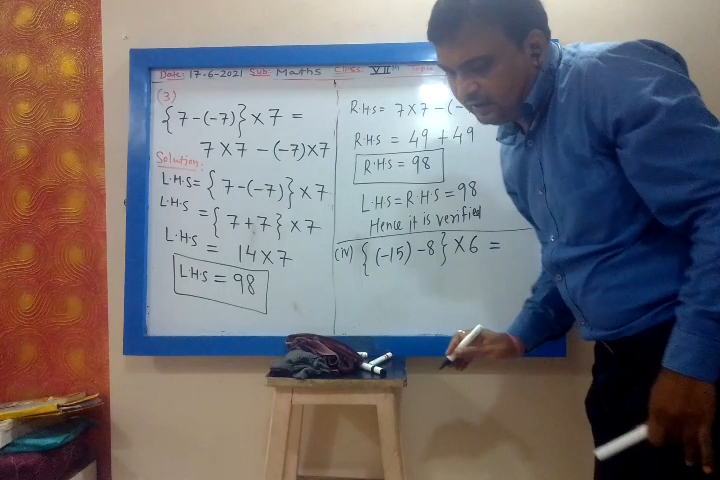 Date: 17-6-2021 Sub: Maths Class VIIth Topic
(3)
{7-(-7)} × 7 =
7×7 - (-7)×7
Solution:
L.H.S = {7-(-7)} × 7
L.H.S = {7+7} × 7
L.H.S = 14×7
L.H.S = 98
R.H.S = 7×7 - (-
R.H.S = 49 + 49
R.H.S = 98
L.H.S = R.H.S = 98
Hence it is verified
(IV) {(-15) -8} × 6 =